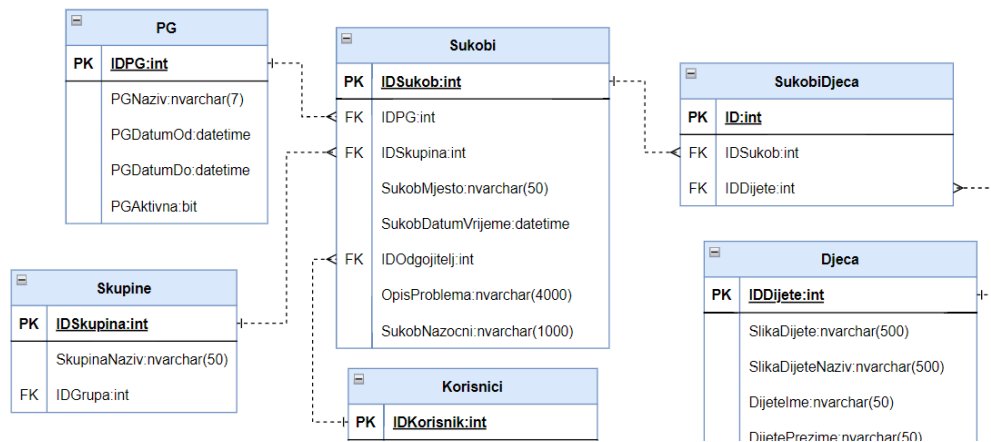 PG
PK IDPG:int
PGNaziv:nvarchar(7)
PGDatumOd:datetime
PGDatumDo:datetime
PGAktivna:bit
Sukobi
PK IDSukob:int
FK IDPG:int
FK IDSkupina:int
SukobMjesto:nvarchar(50)
SukobDatumVrijeme:datetime
FK IDOdgojitelj:int
OpisProblema:nvarchar(4000)
SukobNazocni:nvarchar(1000)
SukobiDjeca
PK ID:int
FK IDSukob:int
FK IDDijete:int
Skupine
PK IDSkupina:int
SkupinaNaziv:nvarchar(50)
FK IDGrupa:int
Korisnici
PK IDKorisnik:int
Djeca
PK IDDijete:int
SlikaDijete:nvarchar(500)
SlikaDijeteNaziv:nvarchar(500)
DijeteIme:nvarchar(50)
DijetePrezime:nvarchar(50)